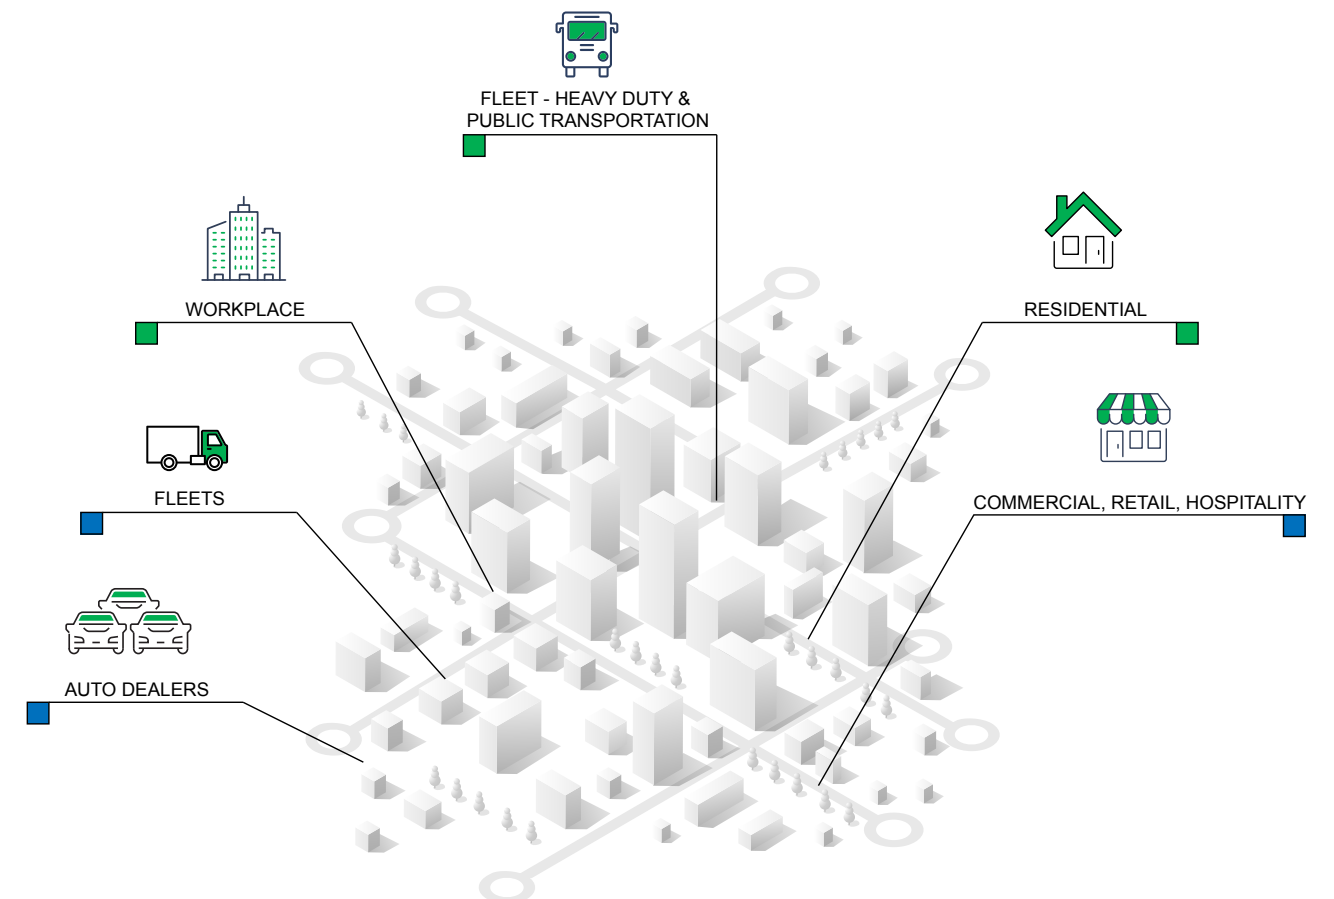 FLEET - HEAVY DUTY &
PUBLIC TRANSPORTATION
WORKPLACE
RESIDENTIAL
FLEETS
COMMERCIAL, RETAIL, HOSPITALITY
AUTO DEALERS